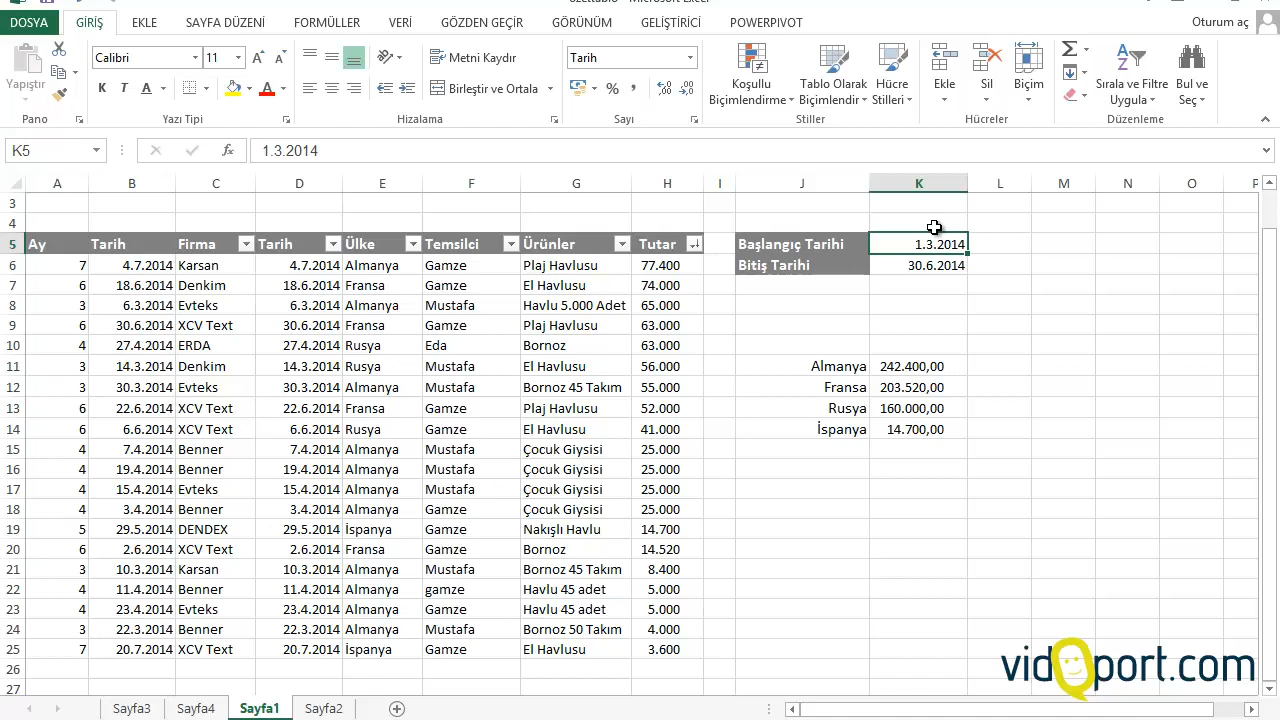 özettablo - Microsoft Excel
DOSYA GİRİŞ EKLE SAYFA DÜZENİ FORMÜLLER VERİ GÖZDEN GEÇİR GÖRÜNÜM GELİŞTİRİCİ POWERPIVOT Oturum aç
Yapıştır
Calibri 11
K T A
Metni Kaydır
Birleştir ve Ortala
Tarih
Koşullu Biçimlendirme
Tablo Olarak Biçimlendir
Hücre Stilleri
Ekle Sil Biçim
Sırala ve Filtre Uygula
Bul ve Seç
Pano Yazı Tipi Hizalama Sayı Stiller Hücreler Düzenleme
K5 fx 1.3.2014
A B C D E F G H I J K L M N O P
3
4
5 Ay Tarih Firma Tarih Ülke Temsilci Ürünler Tutar Başlangıç Tarihi 1.3.2014
6 7 4.7.2014 Karsan 4.7.2014 Almanya Gamze Plaj Havlusu 77.400 Bitiş Tarihi 30.6.2014
7 6 18.6.2014 Denkim 18.6.2014 Fransa Gamze El Havlusu 74.000
8 3 6.3.2014 Evteks 6.3.2014 Almanya Mustafa Havlu 5.000 Adet 65.000
9 6 30.6.2014 XCV Text 30.6.2014 Fransa Gamze Plaj Havlusu 63.000
10 4 27.4.2014 ERDA 27.4.2014 Rusya Eda Bornoz 63.000
11 3 14.3.2014 Denkim 14.3.2014 Rusya Mustafa El Havlusu 56.000 Almanya 242.400,00
12 3 30.3.2014 Evteks 30.3.2014 Almanya Mustafa Bornoz 45 Takım 55.000 Fransa 203.520,00
13 6 22.6.2014 XCV Text 22.6.2014 Fransa Gamze Plaj Havlusu 52.000 Rusya 160.000,00
14 6 6.6.2014 XCV Text 6.6.2014 Rusya Gamze El Havlusu 41.000 İspanya 14.700,00
15 4 7.4.2014 Benner 7.4.2014 Almanya Mustafa Çocuk Giysisi 25.000
16 4 19.4.2014 Benner 19.4.2014 Almanya Mustafa Çocuk Giysisi 25.000
17 4 15.4.2014 Evteks 15.4.2014 Almanya Mustafa Çocuk Giysisi 25.000
18 4 3.4.2014 Benner 3.4.2014 Almanya Gamze Çocuk Giysisi 25.000
19 5 29.5.2014 DENDEX 29.5.2014 İspanya Gamze Nakışlı Havlu 14.700
20 6 2.6.2014 XCV Text 2.6.2014 Fransa Gamze Bornoz 14.520
21 3 10.3.2014 Karsan 10.3.2014 Almanya Mustafa Bornoz 45 Takım 8.400
22 4 11.4.2014 Benner 11.4.2014 Almanya gamze Havlu 45 adet 5.000
23 4 23.4.2014 Evteks 23.4.2014 Almanya Gamze Havlu 45 adet 5.000
24 3 22.3.2014 Benner 22.3.2014 Almanya Mustafa Bornoz 50 Takım 4.000
25 7 20.7.2014 XCV Text 20.7.2014 İspanya Gamze El Havlusu 3.600
26
27
vidoport.com
Sayfa3 Sayfa4 Sayfa1 Sayfa2